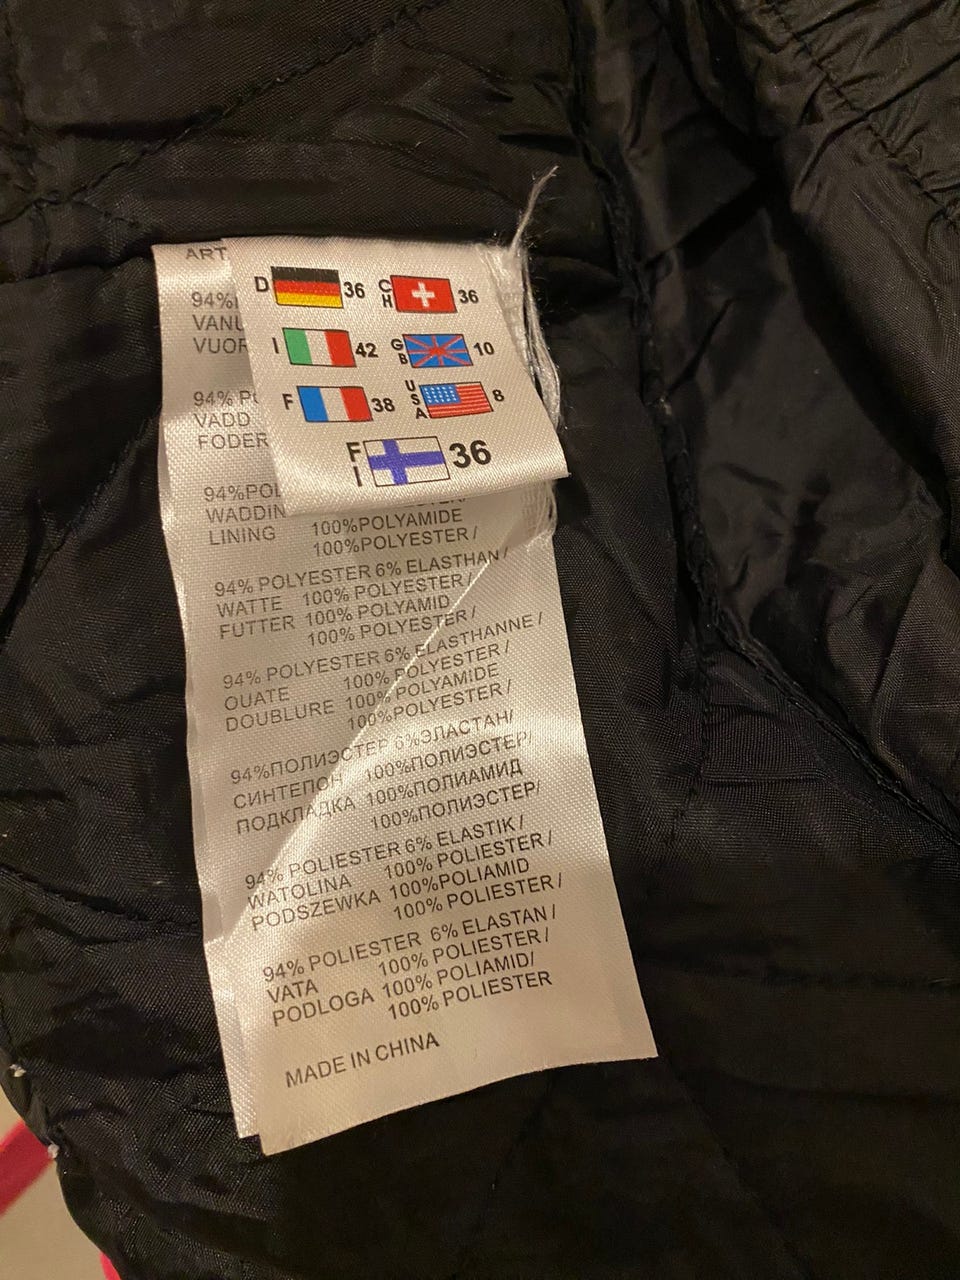 ART
D 36 CH 36
I 42 GB 10
F 38 USA 8
FI 36
94%
VANU
VUOR
94% P
VADD
FODER
94%POL
WADDIN
LINING 100%POLYAMIDE
100%POLYESTER /
94% POLYESTER 6% ELASTHAN /
WATTE 100% POLYESTER /
FUTTER 100% POLYAMID
100% POLYESTER /
94% POLYESTER 6% ELASTHANNE /
OUATE 100% POLYESTER /
DOUBLURE 100% POLYAMIDE
100%POLYESTER /
94%ПОЛИЭСТЕР 6%ЭЛАСТАН/
СИНТЕПОН 100%ПОЛИЭСТЕР/
ПОДКЛАДКА 100%ПОЛИАМИД
100%ПОЛИЭСТЕР/
94% POLIESTER 6% ELASTIK /
WATOLINA 100% POLIESTER /
PODSZEWKA 100%POLIAMID
100% POLIESTER /
94% POLIESTER 6% ELASTAN /
VATA 100% POLIESTER /
PODLOGA 100% POLIAMID/
100% POLIESTER
MADE IN CHINA